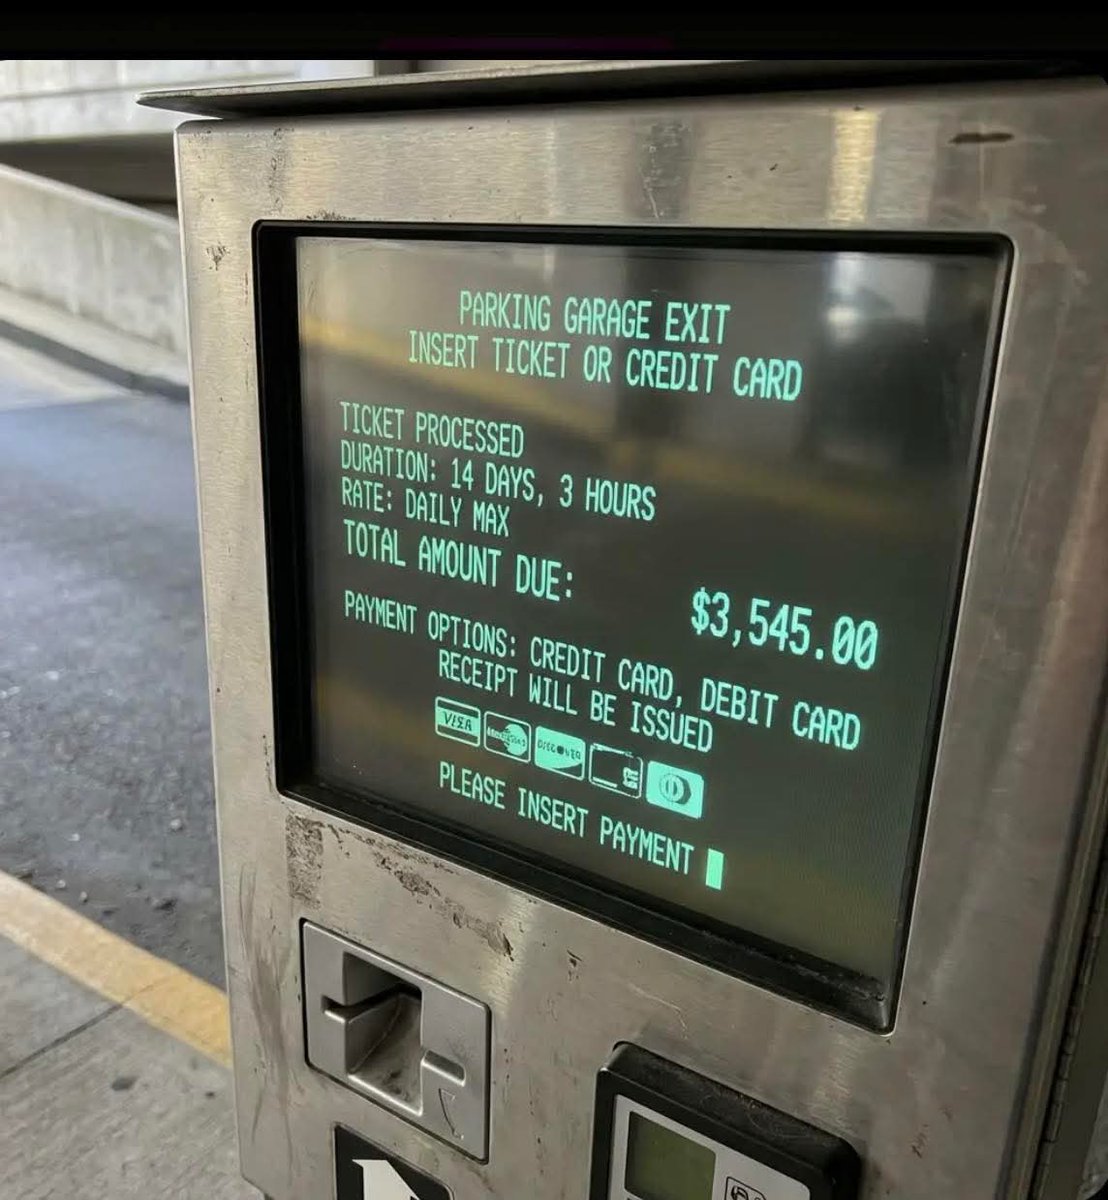 PARKING GARAGE EXIT
INSERT TICKET OR CREDIT CARD
TICKET PROCESSED
DURATION: 14 DAYS, 3 HOURS
RATE: DAILY MAX
TOTAL AMOUNT DUE: $3,545.00
PAYMENT OPTIONS: CREDIT CARD, DEBIT CARD
RECEIPT WILL BE ISSUED
VISA
PLEASE INSERT PAYMENT